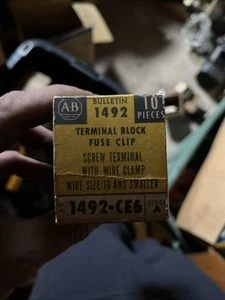 AB
BULLETIN
1492
10
PIECES
TERMINAL BLOCK
FUSE CLIP
SCREW TERMINAL
WITH WIRE CLAMP
WIRE SIZE: 10 AND SMALLER
1492-CE6
SERIES
A